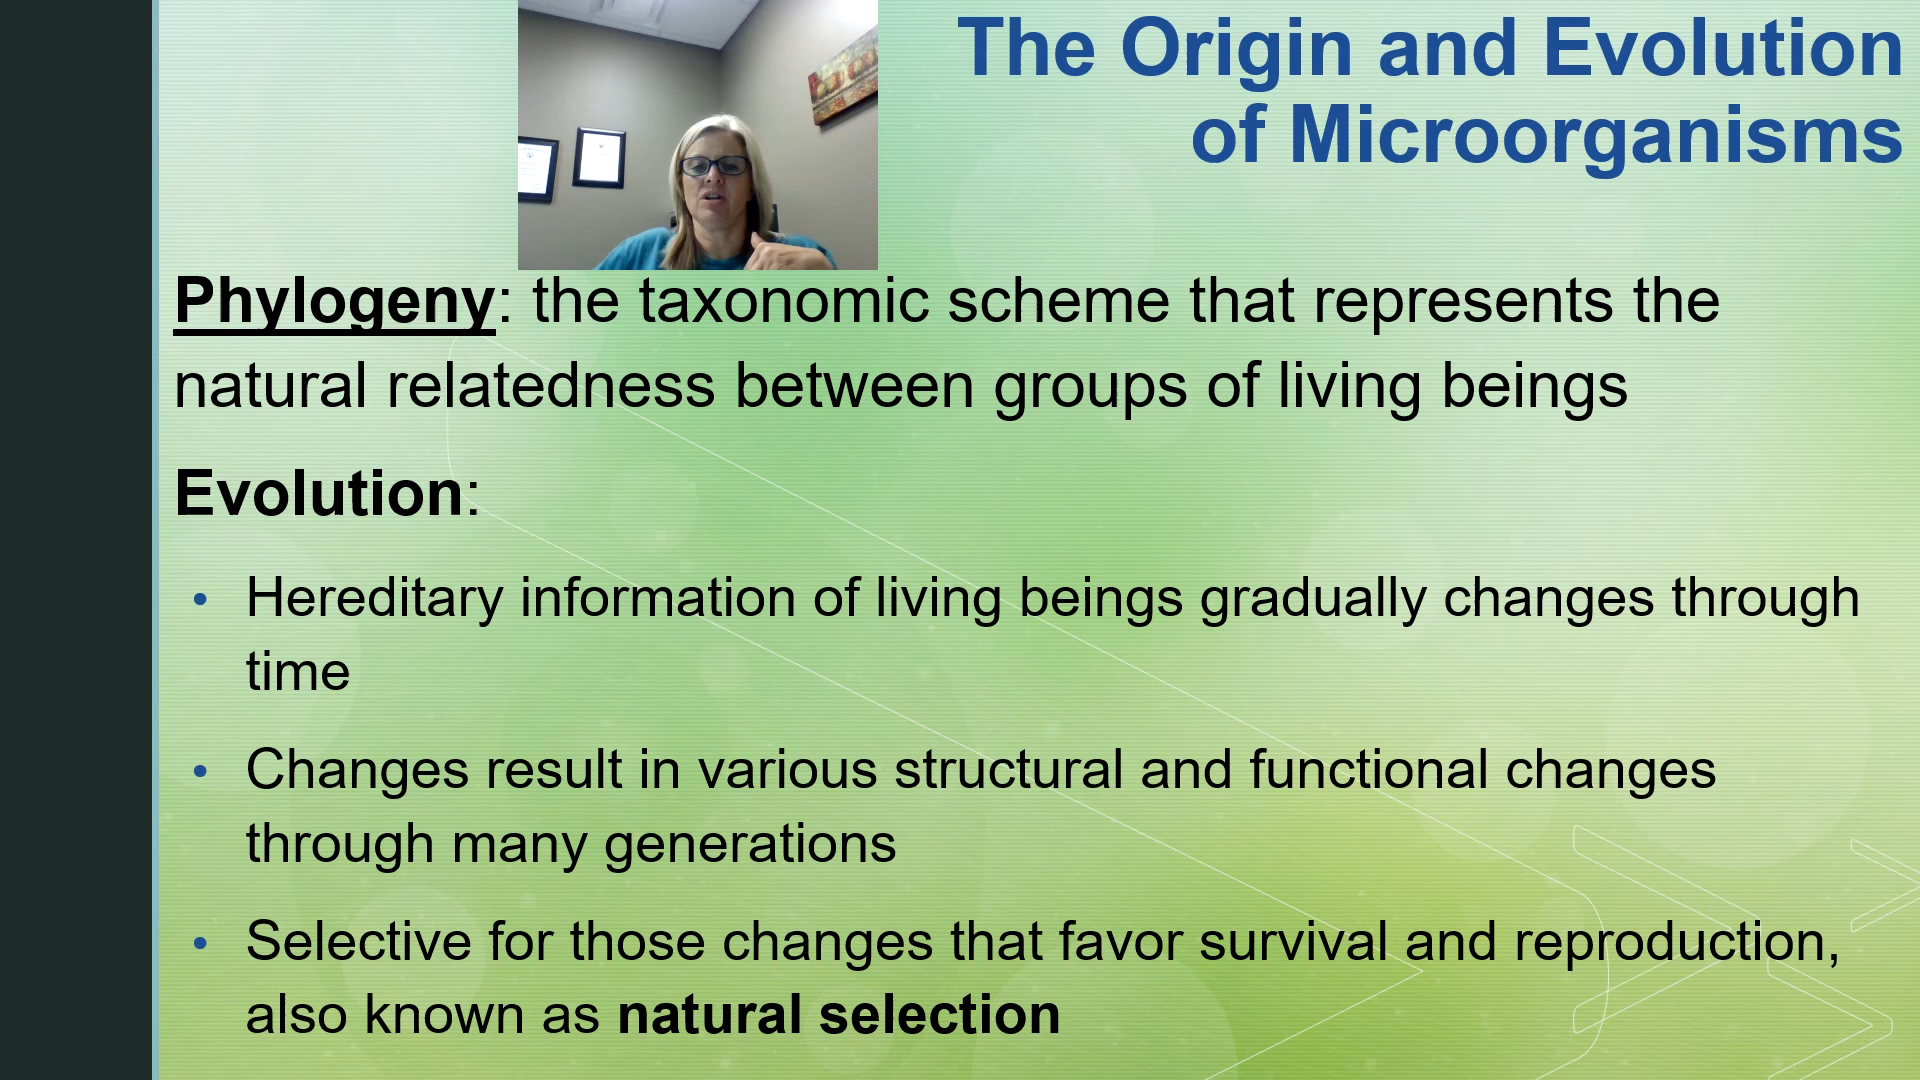 The Origin and Evolution
of Microorganisms
Phylogeny: the taxonomic scheme that represents the
natural relatedness between groups of living beings
Evolution:
• Hereditary information of living beings gradually changes through
time
• Changes result in various structural and functional changes
through many generations
• Selective for those changes that favor survival and reproduction,
also known as natural selection